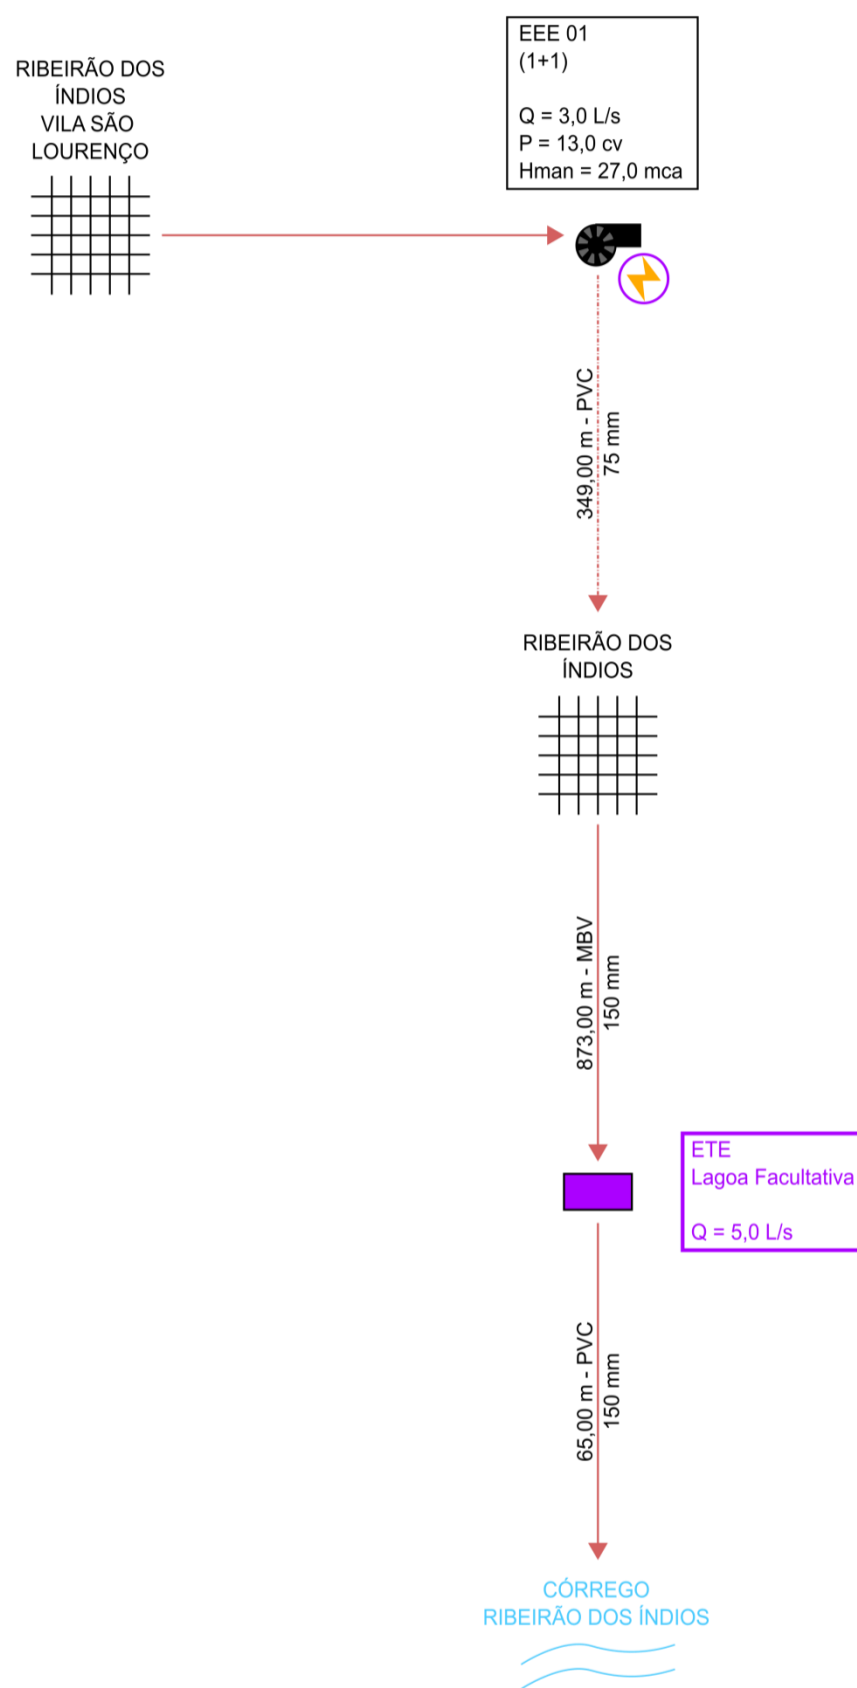 RIBEIRÃO DOS
ÍNDIOS
VILA SÃO
LOURENÇO
EEE 01
(1+1)
Q = 3,0 L/s
P = 13,0 cv
Hman = 27,0 mca
349,00 m - PVC
75 mm
RIBEIRÃO DOS
ÍNDIOS
873,00 m - MBV
150 mm
ETE
Lagoa Facultativa
Q = 5,0 L/s
65,00 m - PVC
150 mm
CÓRREGO
RIBEIRÃO DOS ÍNDIOS